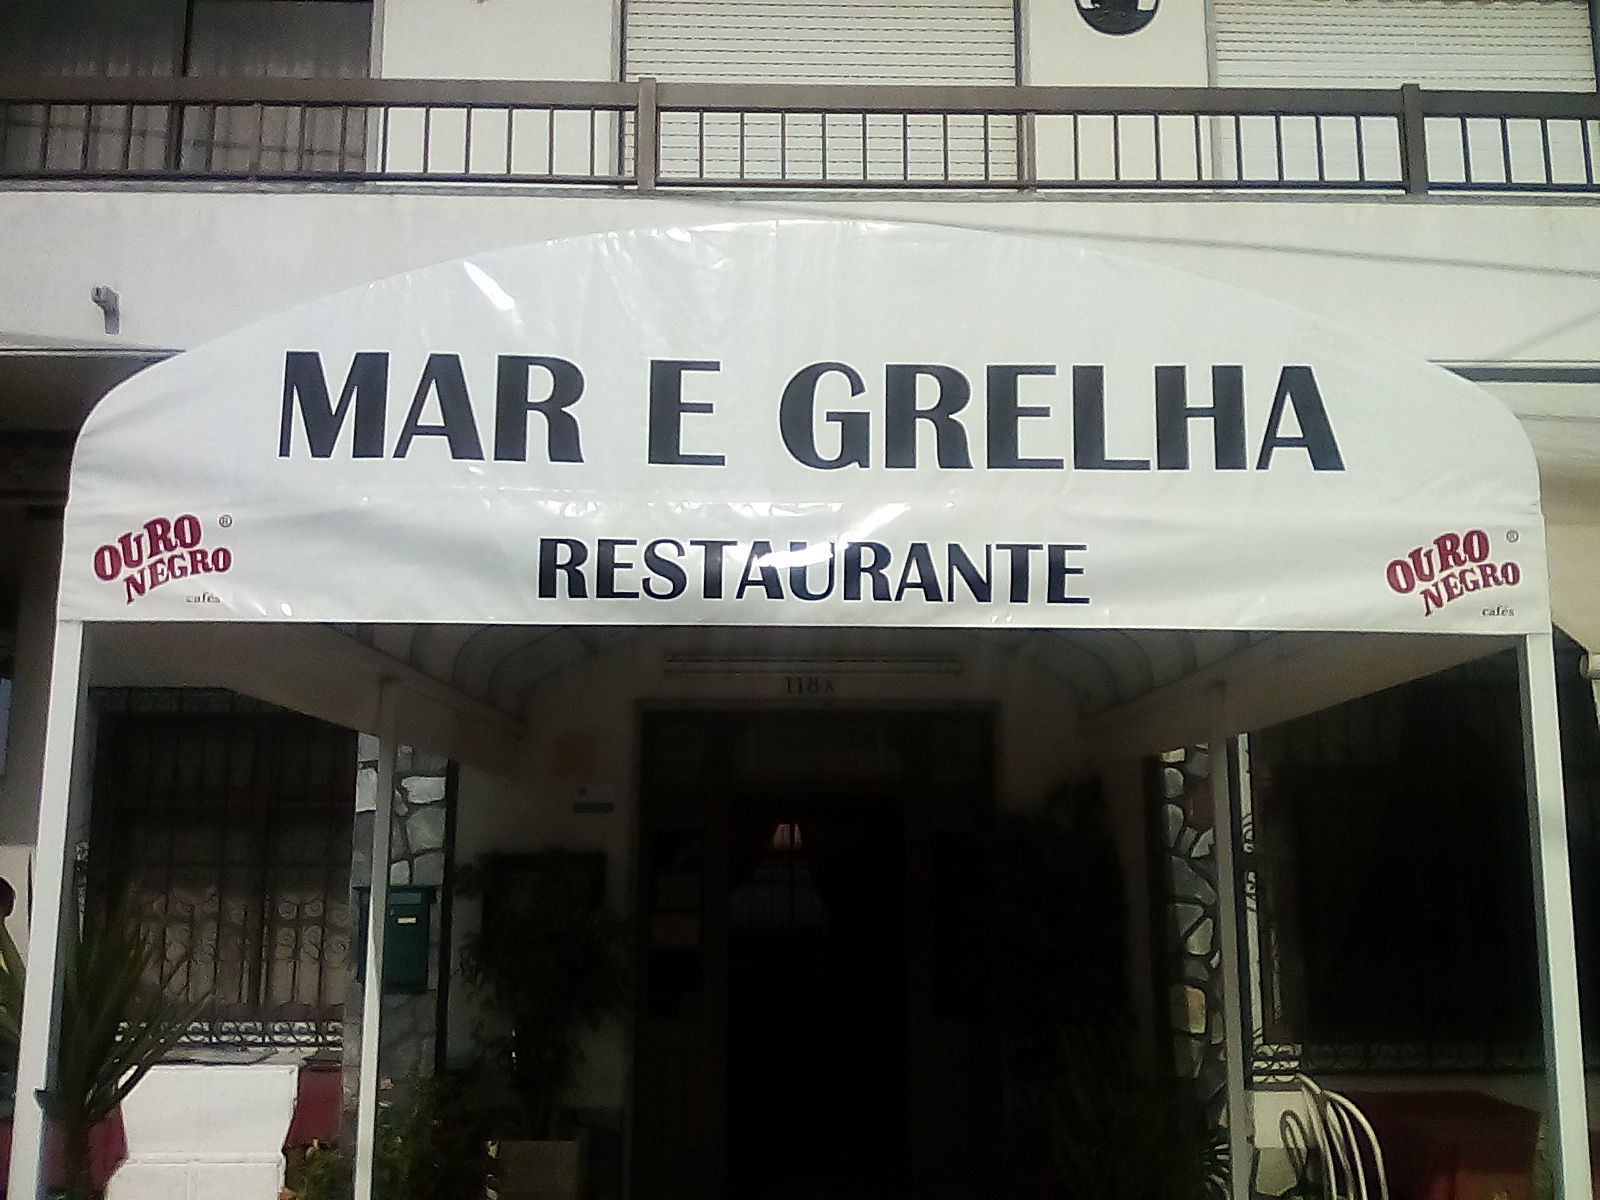 MAR E GRELHA
OURO
NEGRO ®
cafés
RESTAURANTE
OURO
NEGRO ®
cafés
118A